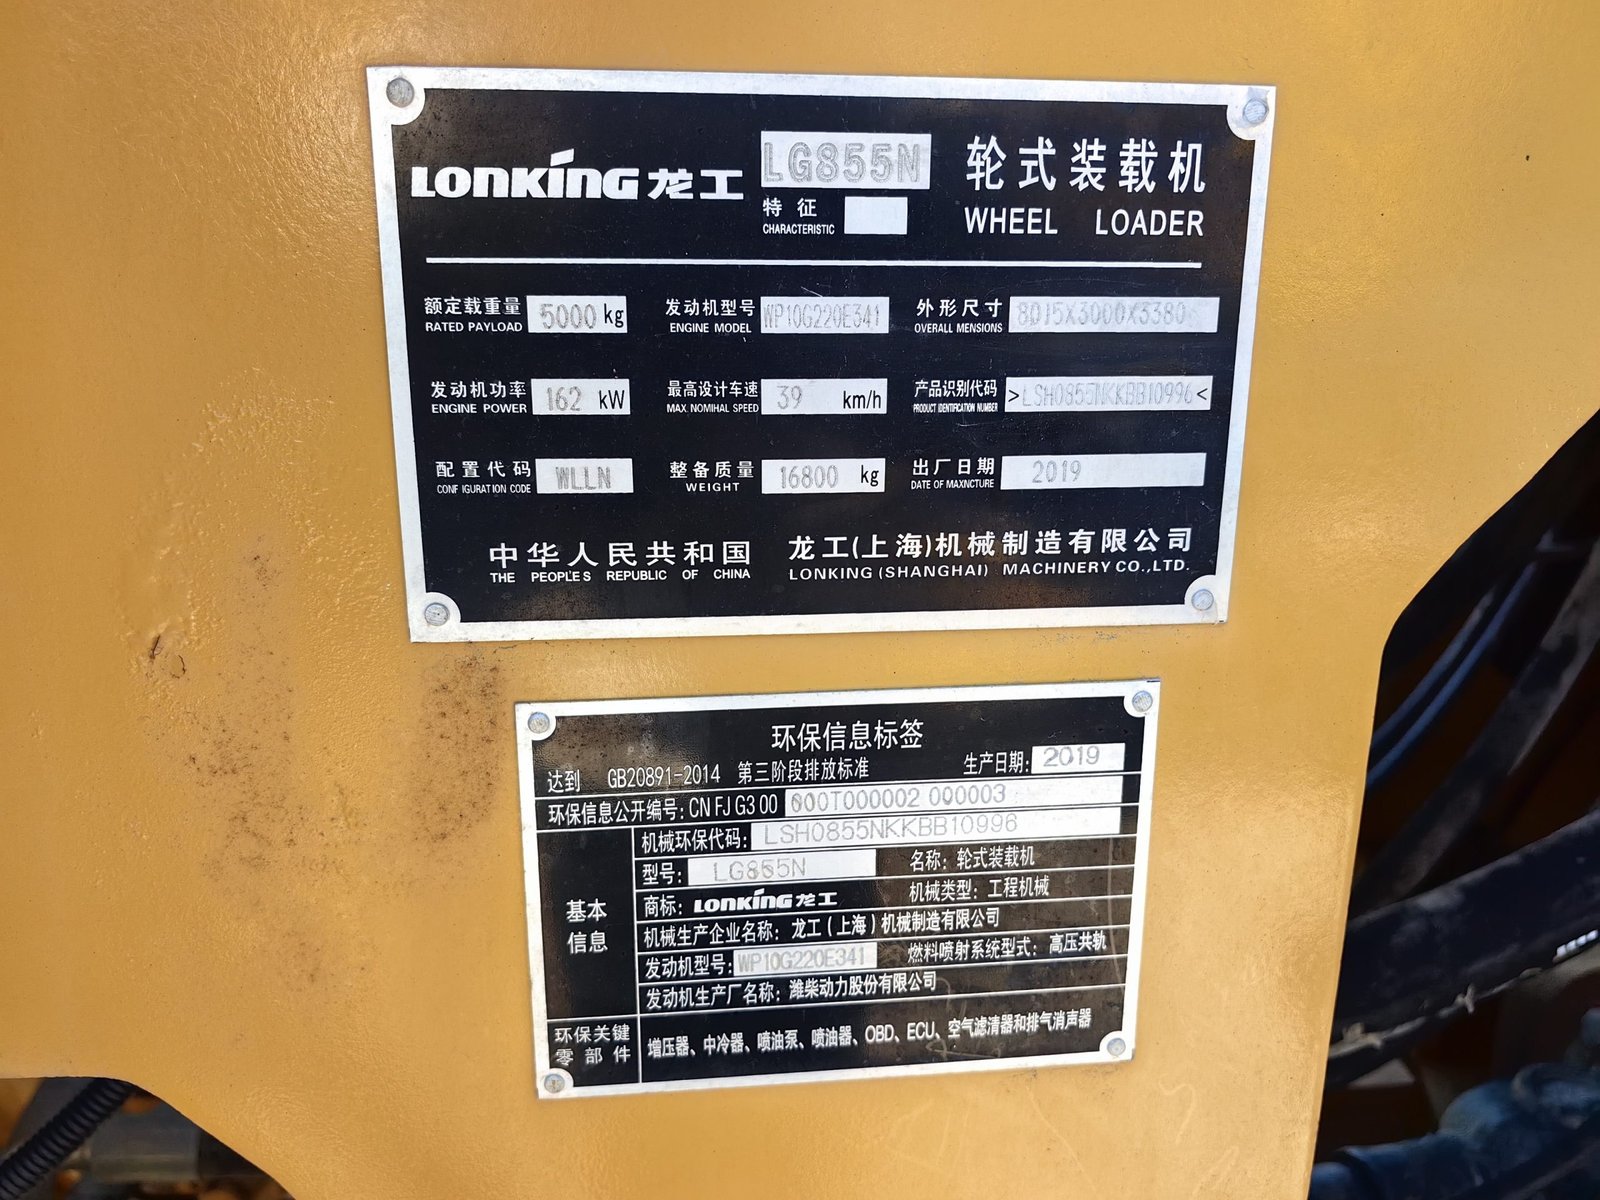 LONKING 龙工 LG855N 轮式装载机
特征
CHARACTERISTIC
WHEEL LOADER
额定载重量 5000 kg 发动机型号 WP10G220E341 外形尺寸 8015X3000X3380
RATED PAYLOAD ENGINE MODEL OVERALL MENSIONS
发动机功率 162 kW 最高设计车速 39 km/h 产品识别代码 >LSH0855NKKBB10996<
ENGINE POWER MAX. NOMIHAL SPEED PRODUCT IDENTIFICATION NUMBER
配置代码 WLLN 整备质量 16800 kg 出厂日期 2019
CONF IGURATION CODE WEIGHT DATE OF MAXNCTURE
中华人民共和国 龙工(上海)机械制造有限公司
THE PEOPLE'S REPUBLIC OF CHINA LONKING (SHANGHAI) MACHINERY CO.,LTD.
环保信息标签
达到 GB20891-2014 第三阶段排放标准 生产日期: 2019
环保信息公开编号: CN FJ G3 00 000T000002 000003
基本信息
机械环保代码: LSH0855NKKBB10996
型号: LG855N 名称: 轮式装载机
商标: LONKING 龙工 机械类型: 工程机械
机械生产企业名称: 龙工(上海)机械制造有限公司
发动机型号: WP10G220E341 燃料喷射系统型式: 高压共轨
发动机生产厂名称: 潍柴动力股份有限公司
环保关键零部件
增压器、中冷器、喷油泵、喷油器、OBD、ECU、空气滤清器和排气消声器